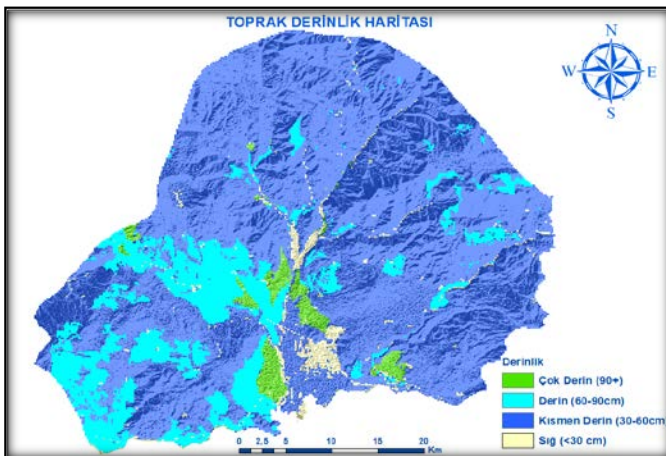 TOPRAK DERİNLİK HARİTASI
N
W E
S
Derinlik
Çok Derin (90+)
Derin (60-90cm)
Kısmen Derin (30-60cm)
Sığ (<30 cm)
0 2,5 5 10 15 20
Km